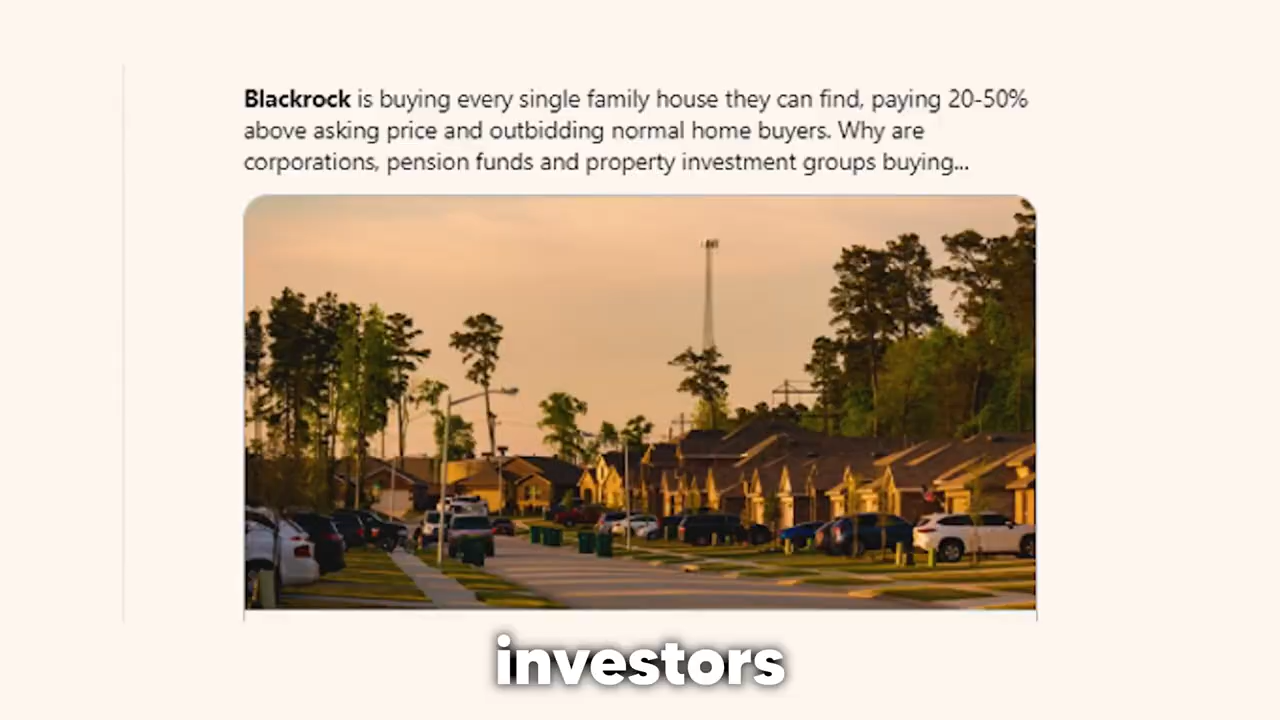 Blackrock is buying every single family house they can find, paying 20-50%
above asking price and outbidding normal home buyers. Why are
corporations, pension funds and property investment groups buying...
investors